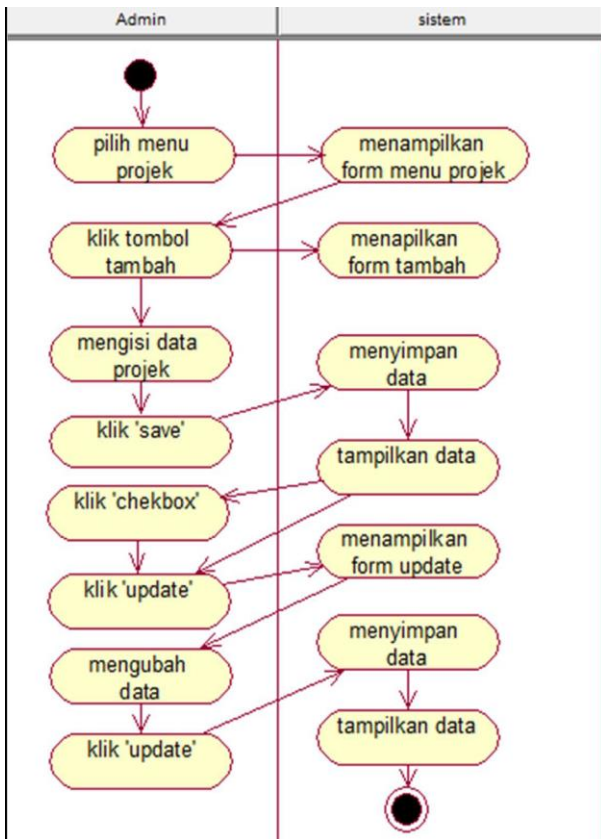 Admin
sistem
pilih menu
projek
menampilkan
form menu projek
klik tombol
tambah
menapilkan
form tambah
mengisi data
projek
menyimpan
data
klik 'save'
tampilkan data
klik 'chekbox'
menampilkan
form update
klik 'update'
menyimpan
data
mengubah
data
tampilkan data
klik 'update'